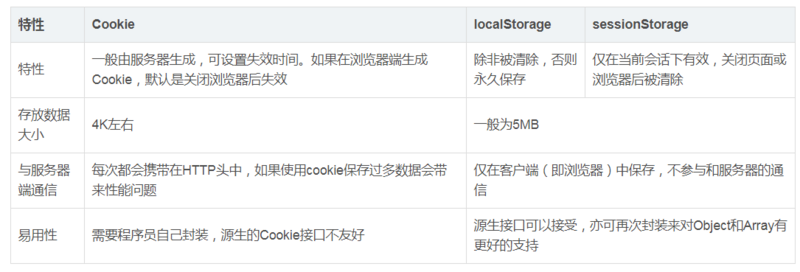 特性 Cookie localStorage sessionStorage
特性
一般由服务器生成，可设置失效时间。如果在浏览器端生成
Cookie，默认是关闭浏览器后失效
除非被清除，否则
永久保存
仅在当前会话下有效，关闭页面或
浏览器后被清除
存放数据
大小
4K左右
一般为5MB
与服务器
端通信
每次都会携带在HTTP头中，如果使用cookie保存过多数据会带
来性能问题
仅在客户端（即浏览器）中保存，不参与和服务器的通
信
易用性
需要程序员自己封装，源生的Cookie接口不友好
源生接口可以接受，亦可再次封装来对Object和Array有
更好的支持